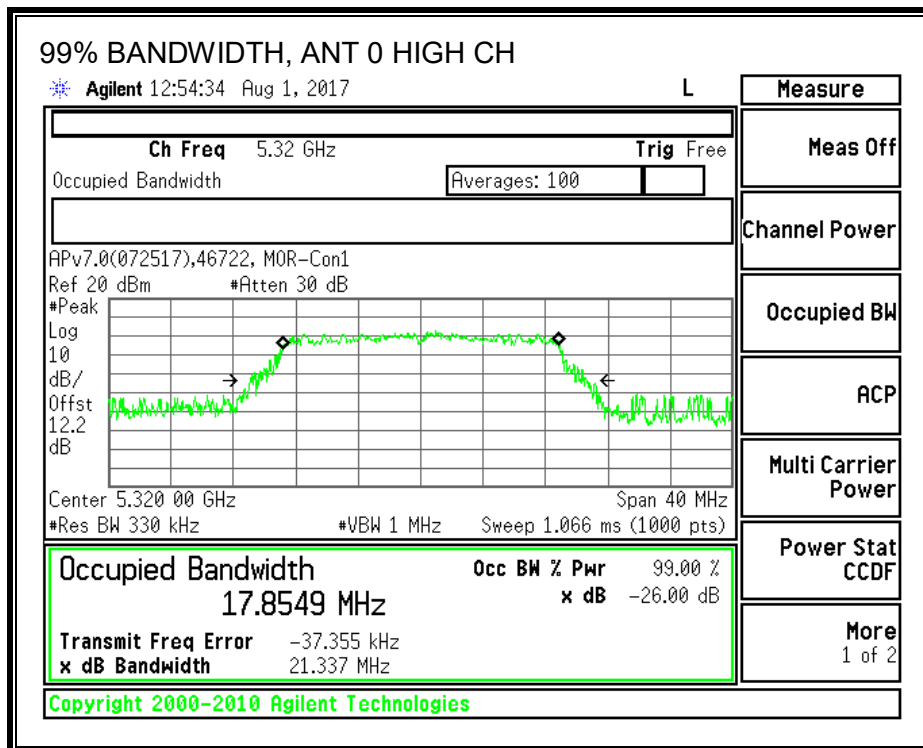 99% BANDWIDTH, ANT 0 HIGH CH
Agilent 12:54:34 Aug 1, 2017 L
Measure
Ch Freq 5.32 GHz Trig Free
Meas Off
Occupied Bandwidth Averages: 100
Channel Power
APv7.0(072517),46722, MOR-Con1
Ref 20 dBm #Atten 30 dB
#Peak
Log
10
dB/
Offst
12.2
dB
Occupied BW
ACP
Multi Carrier
Power
Center 5.320 00 GHz Span 40 MHz
#Res BW 330 kHz #VBW 1 MHz Sweep 1.066 ms (1000 pts)
Power Stat
CCDF
Occupied Bandwidth Occ BW % Pwr 99.00 %
17.8549 MHz x dB -26.00 dB
Transmit Freq Error -37.355 kHz
x dB Bandwidth 21.337 MHz
More
1 of 2
Copyright 2000-2010 Agilent Technologies